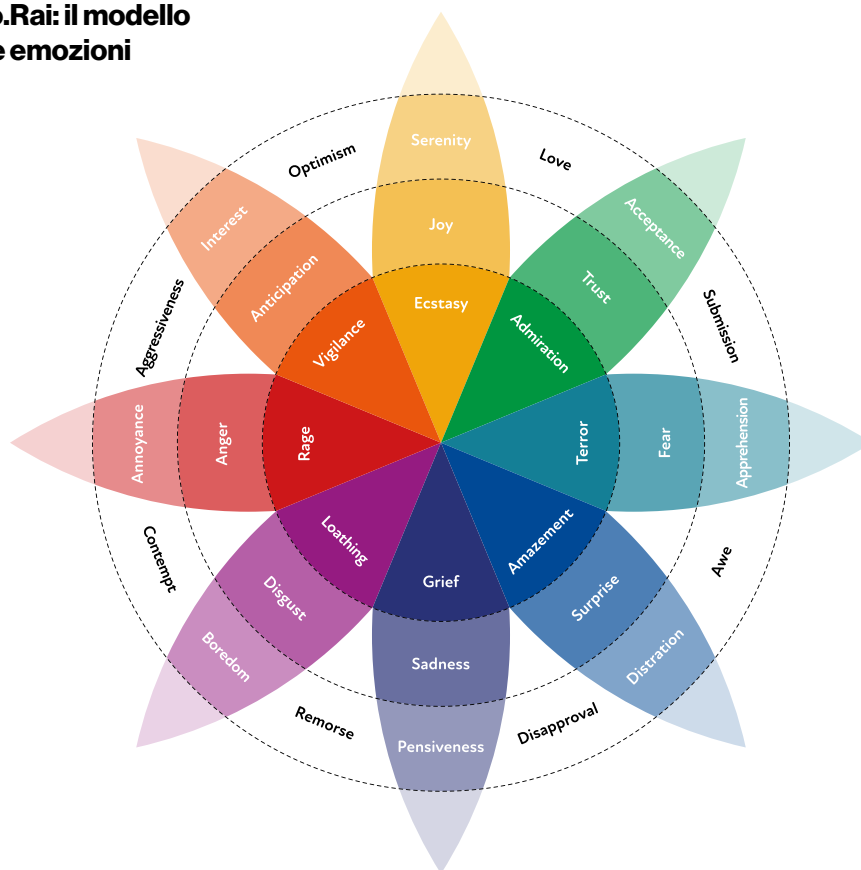 .Rai: il modello
e emozioni
Serenity
Optimism
Love
Interest
Acceptance
Joy
Anticipation
Trust
Ecstasy
Aggressiveness
Submission
Vigilance
Admiration
Annoyance
Anger
Rage
Terror
Fear
Apprehension
Loathing
Amazement
Contempt
Awe
Grief
Disgust
Surprise
Boredom
Distration
Sadness
Remorse
Disapproval
Pensiveness